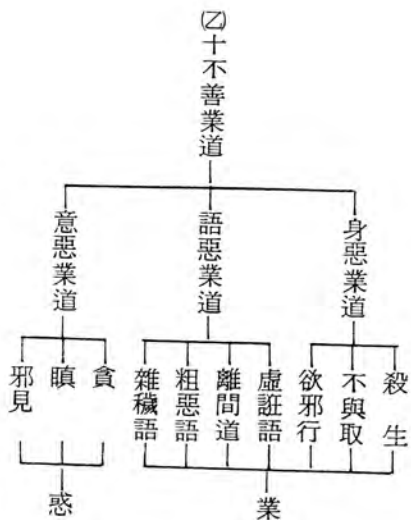 ㈡十不善業道
身惡業道
語惡業道
意惡業道
殺生
不與取
欲邪行
虛誑語
離間道
粗惡語
雜穢語
貪
瞋
邪見
業
惑